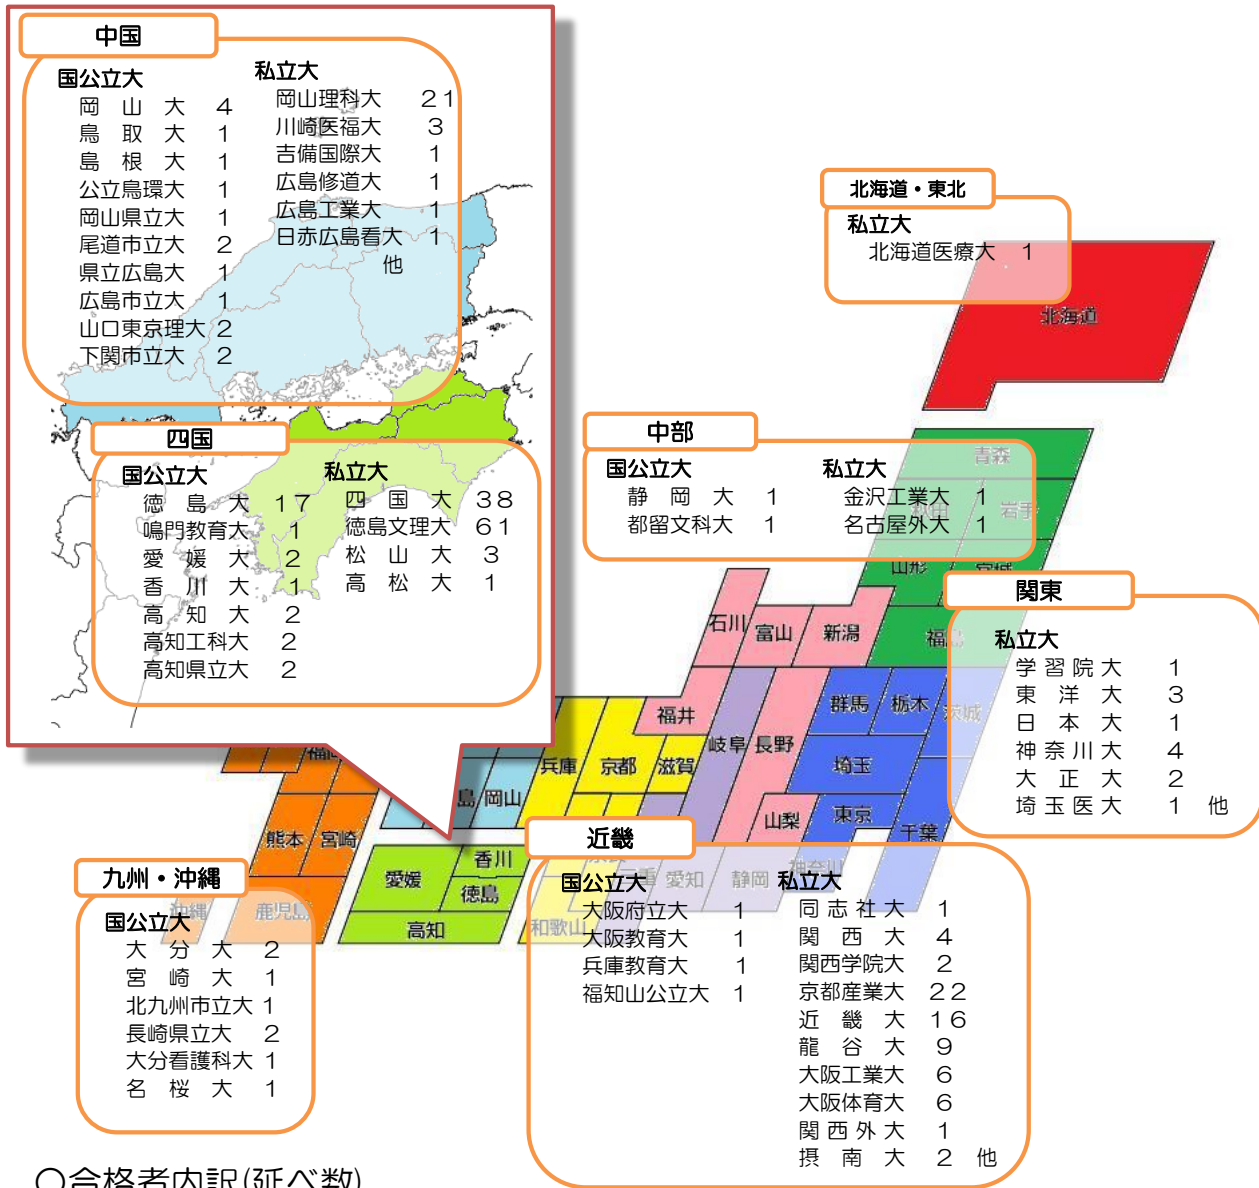 中国
国公立大
岡山大 4
鳥取大 1
島根大 1
公立鳥環大 1
岡山県立大 1
尾道市立大 2
県立広島大 1
広島市立大 1
山口東京理大 2
下関市立大 2
私立大
岡山理科大 21
川崎医福大 3
吉備国際大 1
広島修道大 1
広島工業大 1
日赤広島看大 1
他
四国
国公立大
徳島大 17
鳴門教育大 1
愛媛大 2
香川大 1
高知大 2
高知工科大 2
高知県立大 2
私立大
四国大 38
徳島文理大 61
松山大 3
高松大 1
北海道・東北
私立大
北海道医療大 1
北海道
中部
国公立大
静岡大 1
都留文科大 1
私立大
金沢工業大 1
名古屋外大 1
青森
秋田
岩手
山形
宮城
福島
関東
私立大
学習院大 1
東洋大 3
日本大 1
神奈川大 4
大正大 2
埼玉医大 1 他
石川
富山
新潟
福井
岐阜
長野
群馬
栃木
茨城
埼玉
山梨
東京
千葉
神奈川
兵庫
京都
滋賀
島
岡山
愛知
静岡
和歌山
熊本
宮崎
鹿児島
沖縄
愛媛
香川
徳島
高知
九州・沖縄
国公立大
大分大 2
宮崎大 1
北九州市立大 1
長崎県立大 2
大分看護科大 1
名桜大 1
近畿
国公立大
大阪府立大 1
大阪教育大 1
兵庫教育大 1
福知山公立大 1
私立大
同志社大 1
関西大 4
関西学院大 2
京都産業大 22
近畿大 16
龍谷大 9
大阪工業大 6
大阪体育大 6
関西外大 1
摂南大 2 他
〇合格者内訳(延べ数)